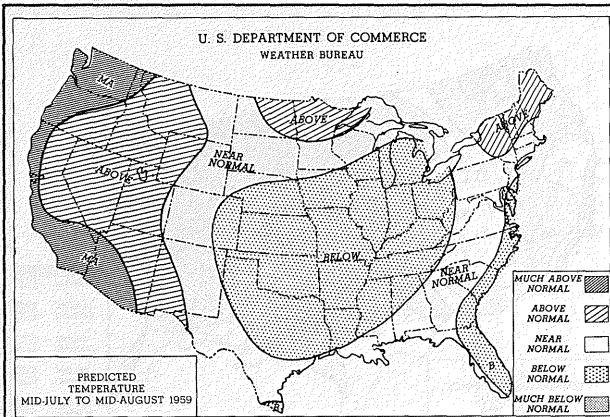 U. S. DEPARTMENT OF COMMERCE
WEATHER BUREAU
MA
ABOVE
ABOVE
NEAR
NORMAL
ABOVE
MA
BELOW
NEAR
NORMAL
B
B
MUCH ABOVE
NORMAL
ABOVE
NORMAL
NEAR
NORMAL
BELOW
NORMAL
MUCH BELOW
NORMAL
PREDICTED
TEMPERATURE
MID-JULY TO MID-AUGUST 1959